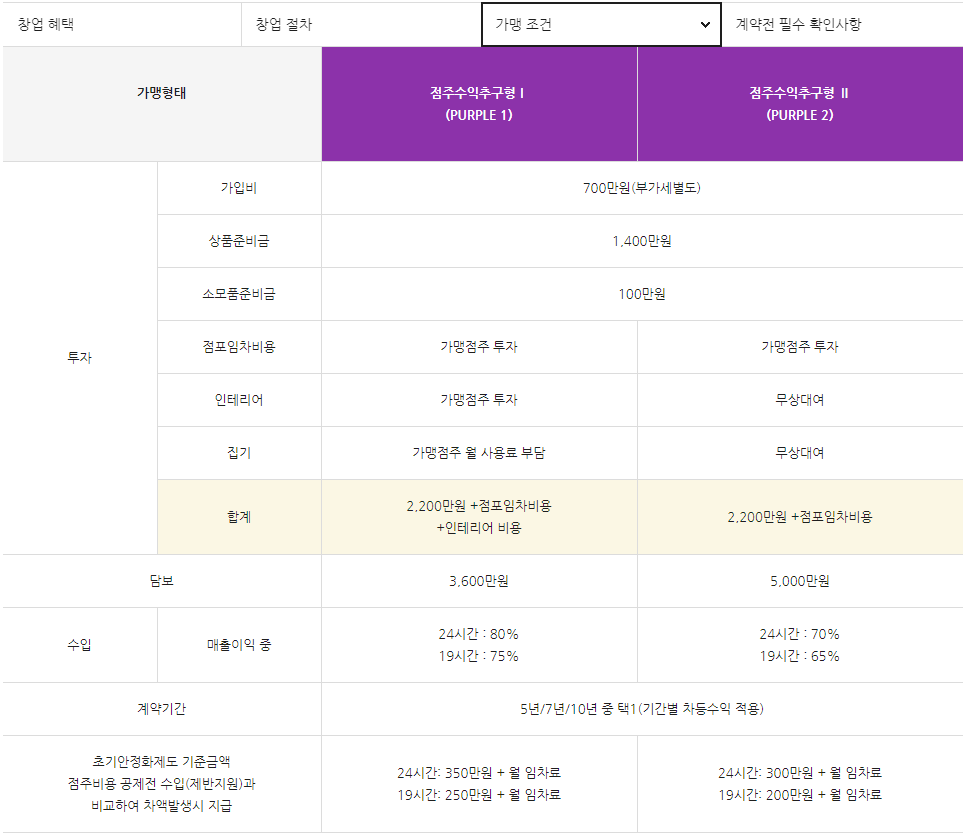 창업 혜택
창업 절차
가맹 조건
계약전 필수 확인사항
가맹형태
점주수익추구형 I
(PURPLE 1)
점주수익추구형 II
(PURPLE 2)
투자
가입비
700만원(부가세별도)
상품준비금
1,400만원
소모품준비금
100만원
점포임차비용
가맹점주 투자
가맹점주 투자
인테리어
가맹점주 투자
무상대여
집기
가맹점주 월 사용료 부담
무상대여
합계
2,200만원 +점포임차비용
+인테리어 비용
2,200만원 +점포임차비용
담보
3,600만원
5,000만원
수입
매출이익 중
24시간 : 80%
19시간 : 75%
24시간 : 70%
19시간 : 65%
계약기간
5년/7년/10년 중 택1(기간별 차등수익 적용)
초기안정화제도 기준금액
점주비용 공제전 수입(제반지원)과
비교하여 차액발생시 지급
24시간: 350만원 + 월 임차료
19시간: 250만원 + 월 임차료
24시간: 300만원 + 월 임차료
19시간: 200만원 + 월 임차료